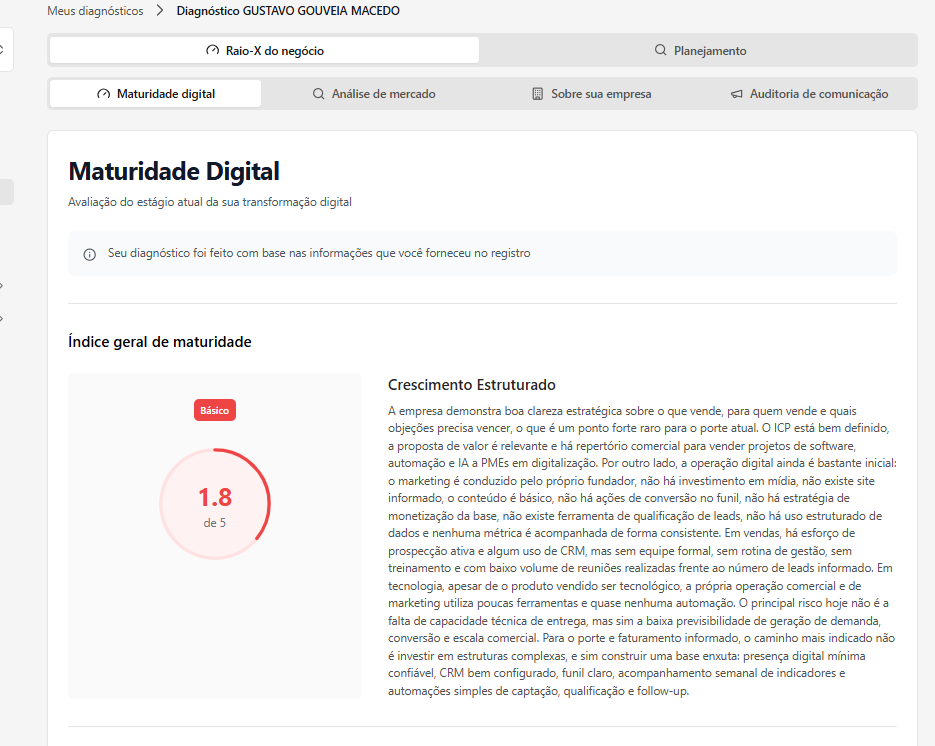 Meus diagnósticos > Diagnóstico GUSTAVO GOUVEIA MACEDO
Raio-X do negócio
Planejamento
Maturidade digital
Análise de mercado
Sobre sua empresa
Auditoria de comunicação
Maturidade Digital
Avaliação do estágio atual da sua transformação digital
Seu diagnóstico foi feito com base nas informações que você forneceu no registro
Índice geral de maturidade
Básico
1.8
de 5
Crescimento Estruturado
A empresa demonstra boa clareza estratégica sobre o que vende, para quem vende e quais
objeções precisa vencer, o que é um ponto forte raro para o porte atual. O ICP está bem definido,
a proposta de valor é relevante e há repertório comercial para vender projetos de software,
automação e IA a PMEs em digitalização. Por outro lado, a operação digital ainda é bastante inicial:
o marketing é conduzido pelo próprio fundador, não há investimento em mídia, não existe site
informado, o conteúdo é básico, não há ações de conversão no funil, não há estratégia de
monetização da base, não existe ferramenta de qualificação de leads, não há uso estruturado de
dados e nenhuma métrica é acompanhada de forma consistente. Em vendas, há esforço de
prospecção ativa e algum uso de CRM, mas sem equipe formal, sem rotina de gestão, sem
treinamento e com baixo volume de reuniões realizadas frente ao número de leads informado. Em
tecnologia, apesar de o produto vendido ser tecnológico, a própria operação comercial e de
marketing utiliza poucas ferramentas e quase nenhuma automação. O principal risco hoje não é a
falta de capacidade técnica de entrega, mas sim a baixa previsibilidade de geração de demanda,
conversão e escala comercial. Para o porte e faturamento informado, o caminho mais indicado não
é investir em estruturas complexas, e sim construir uma base enxuta: presença digital mínima
confiável, CRM bem configurado, funil claro, acompanhamento semanal de indicadores e
automações simples de captação, qualificação e follow-up.